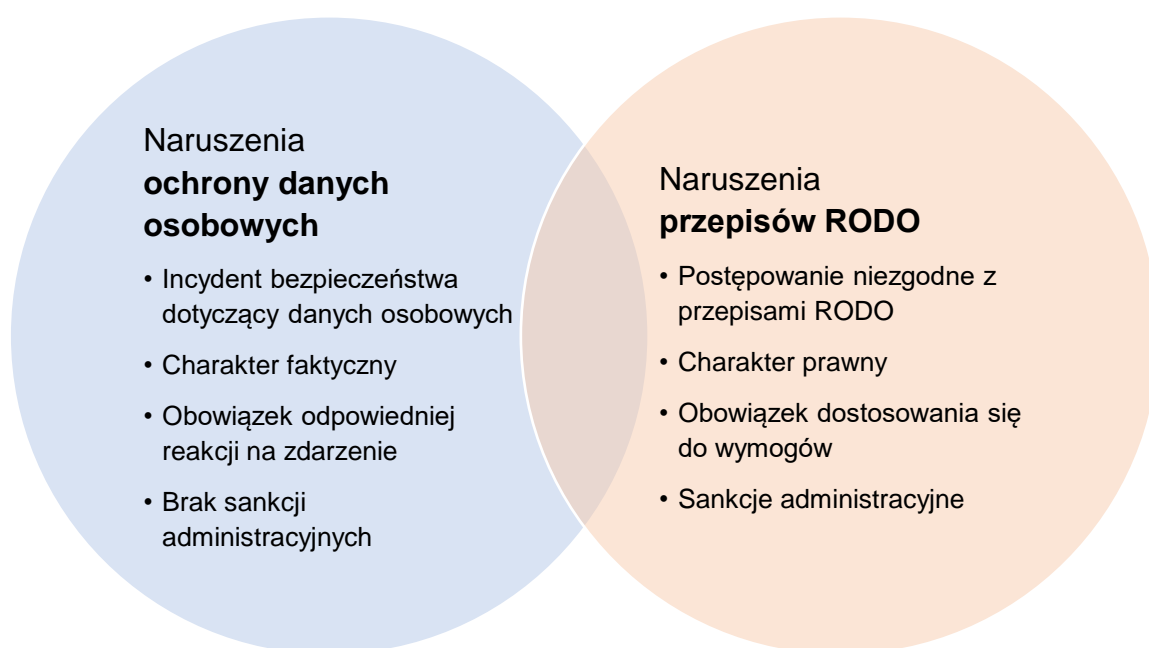 Naruszenia
ochrony danych
osobowych
• Incydent bezpieczeństwa
dotyczący danych osobowych
• Charakter faktyczny
• Obowiązek odpowiedniej
reakcji na zdarzenie
• Brak sankcji
administracyjnych
Naruszenia
przepisów RODO
• Postępowanie niezgodne z
przepisami RODO
• Charakter prawny
• Obowiązek dostosowania się
do wymogów
• Sankcje administracyjne